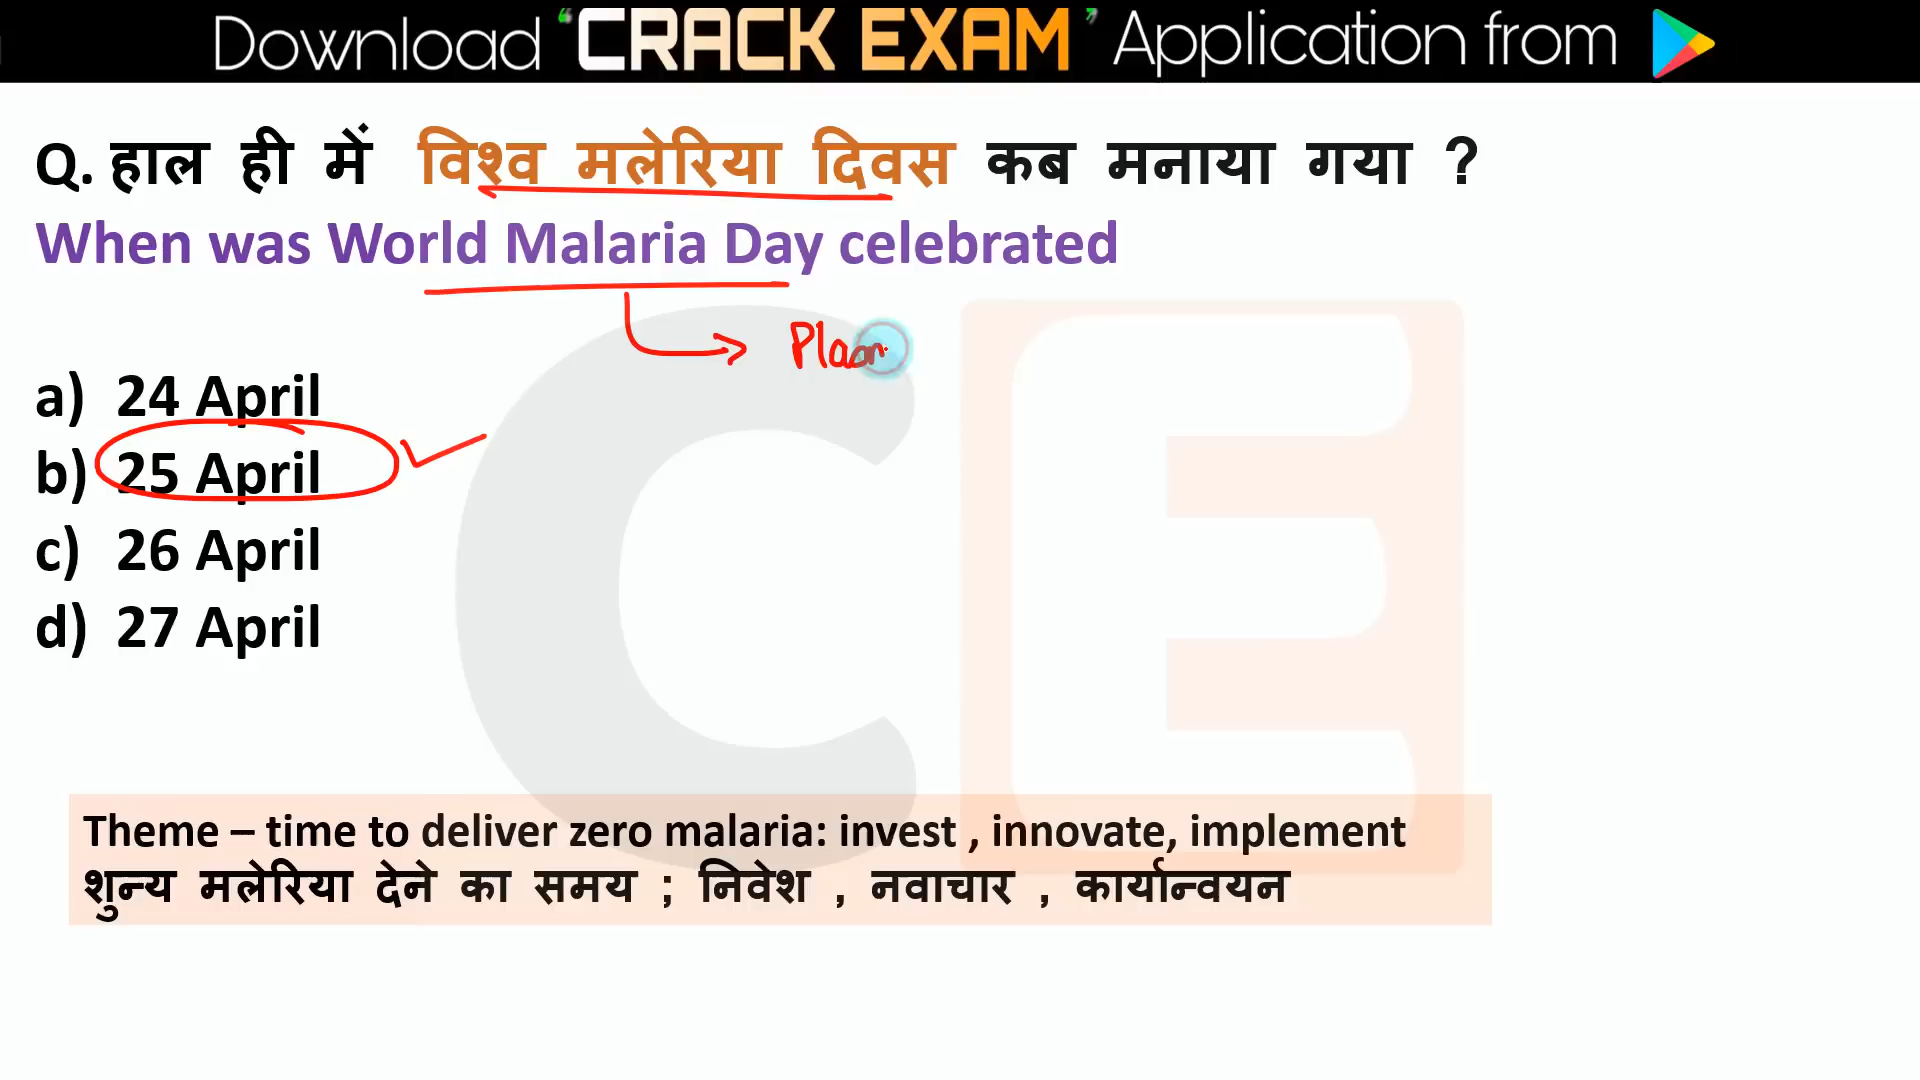 Download ‘CRACK EXAM’ Application from
Q. हाल ही में विश्व मलेरिया दिवस कब मनाया गया ?
When was World Malaria Day celebrated
a) 24 April
b) 25 April
c) 26 April
d) 27 April
Theme – time to deliver zero malaria: invest , innovate, implement
शुन्य मलेरिया देने का समय ; निवेश , नवाचार , कार्यान्वयन
CE